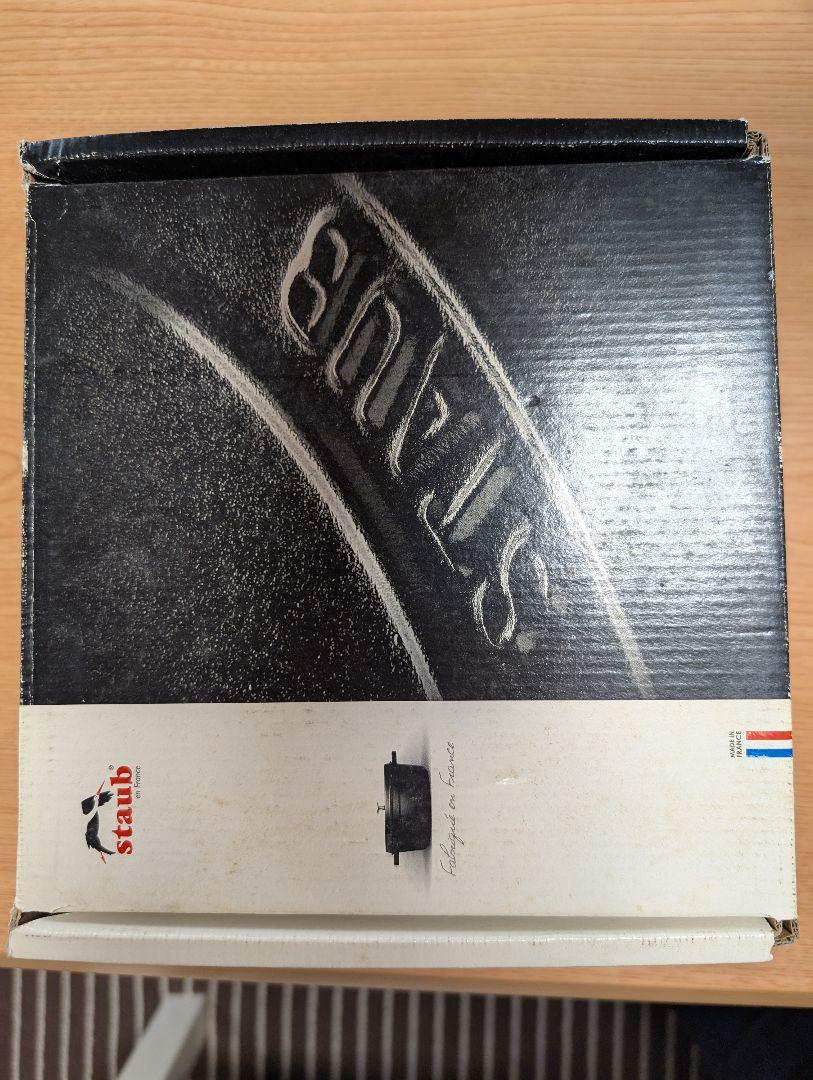 STAUB
staub®
en France
Fabriqué en France
MADE IN
FRANCE